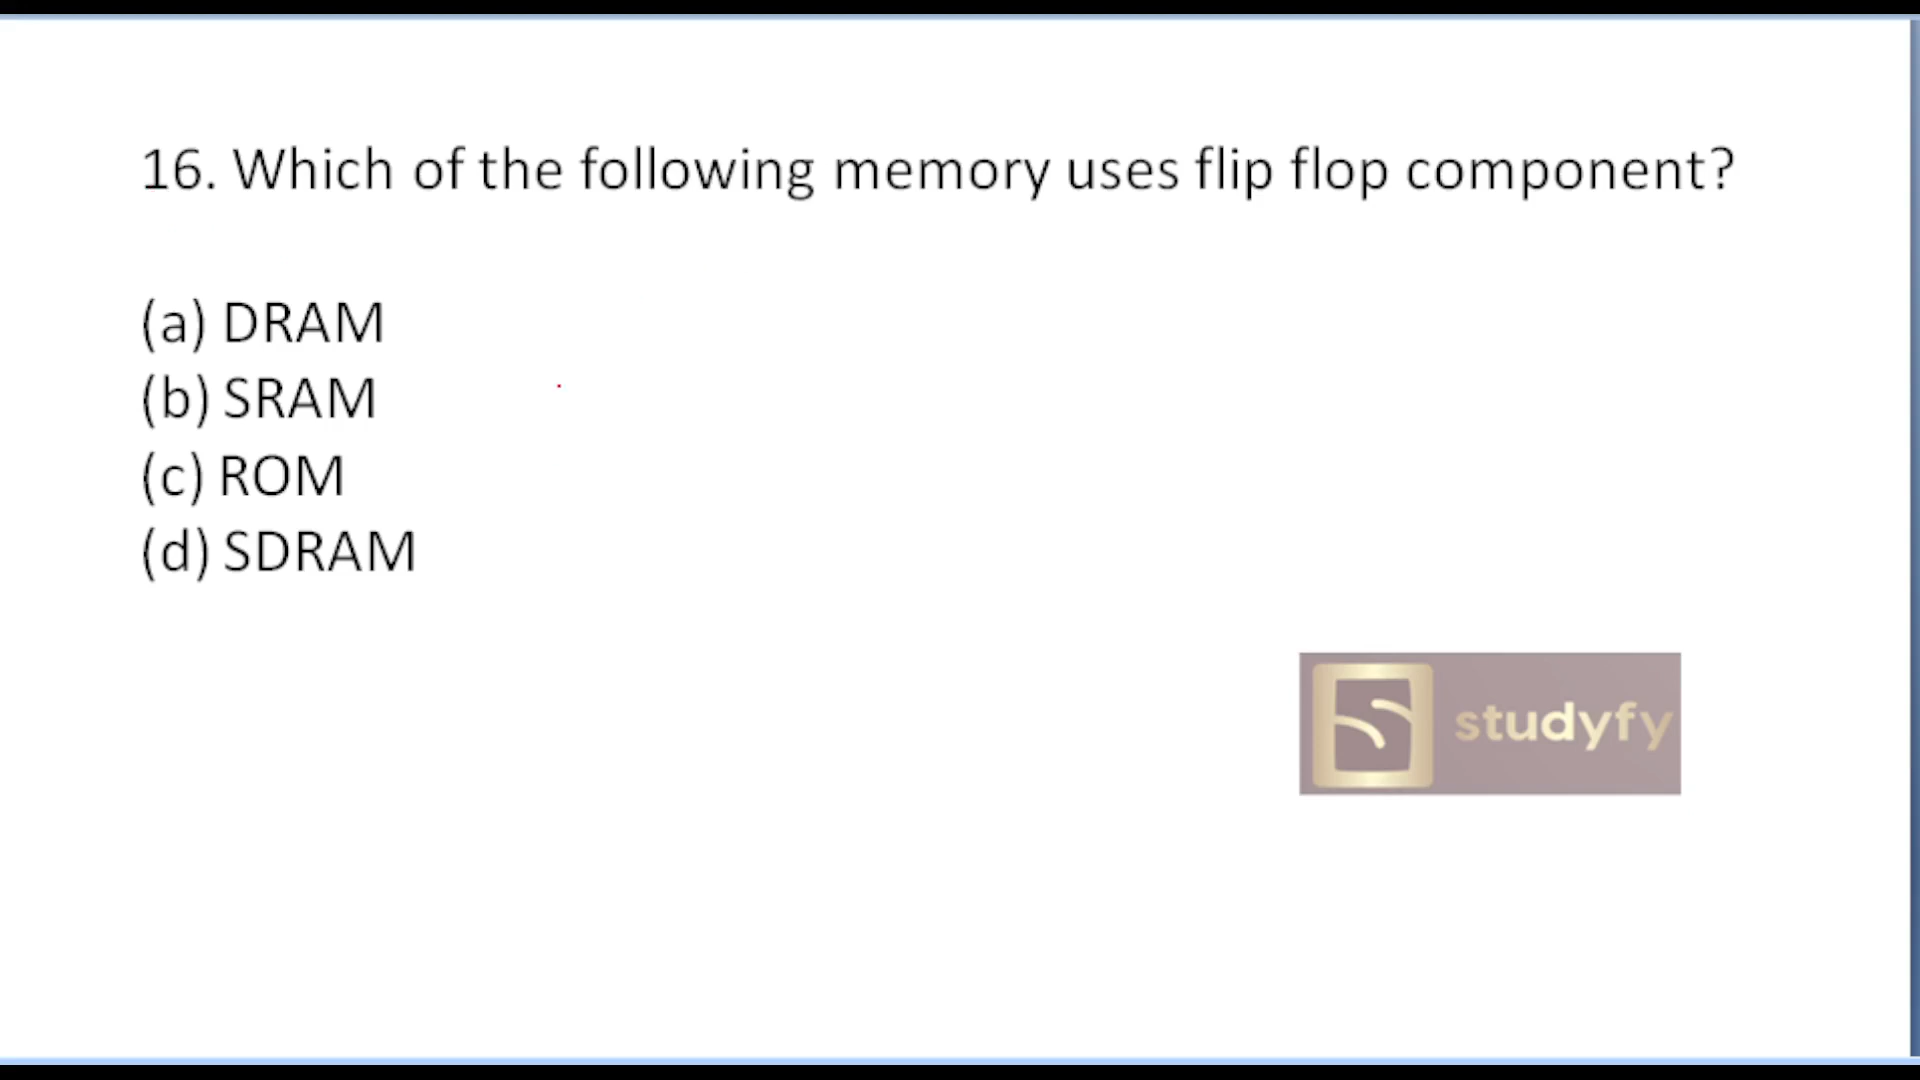 16. Which of the following memory uses flip flop component?
(a) DRAM
(b) SRAM
(c) ROM
(d) SDRAM
studyfy